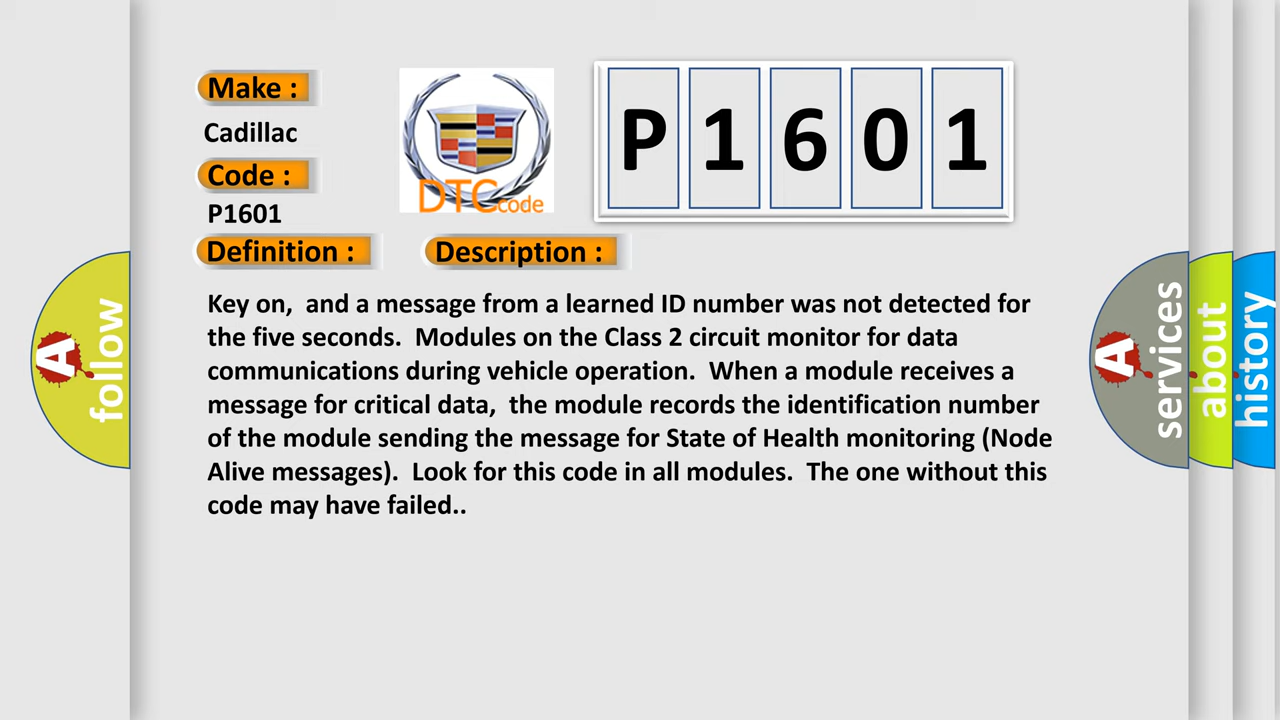 Make :
Cadillac
Code :
P1601
DTC code
P 1 6 0 1
Definition :
Description :
Key on,  and a message from a learned ID number was not detected for
the five seconds  Modules on the Class 2 circuit monitor for data
communications during vehicle operation  When a module receives a
message for critical data,  the module records the identification number
of the module sending the message for State of Health monitoring (Node
Alive messages)  Look for this code in all modules  The one without this
code may have failed..
A follow
A services
about
history